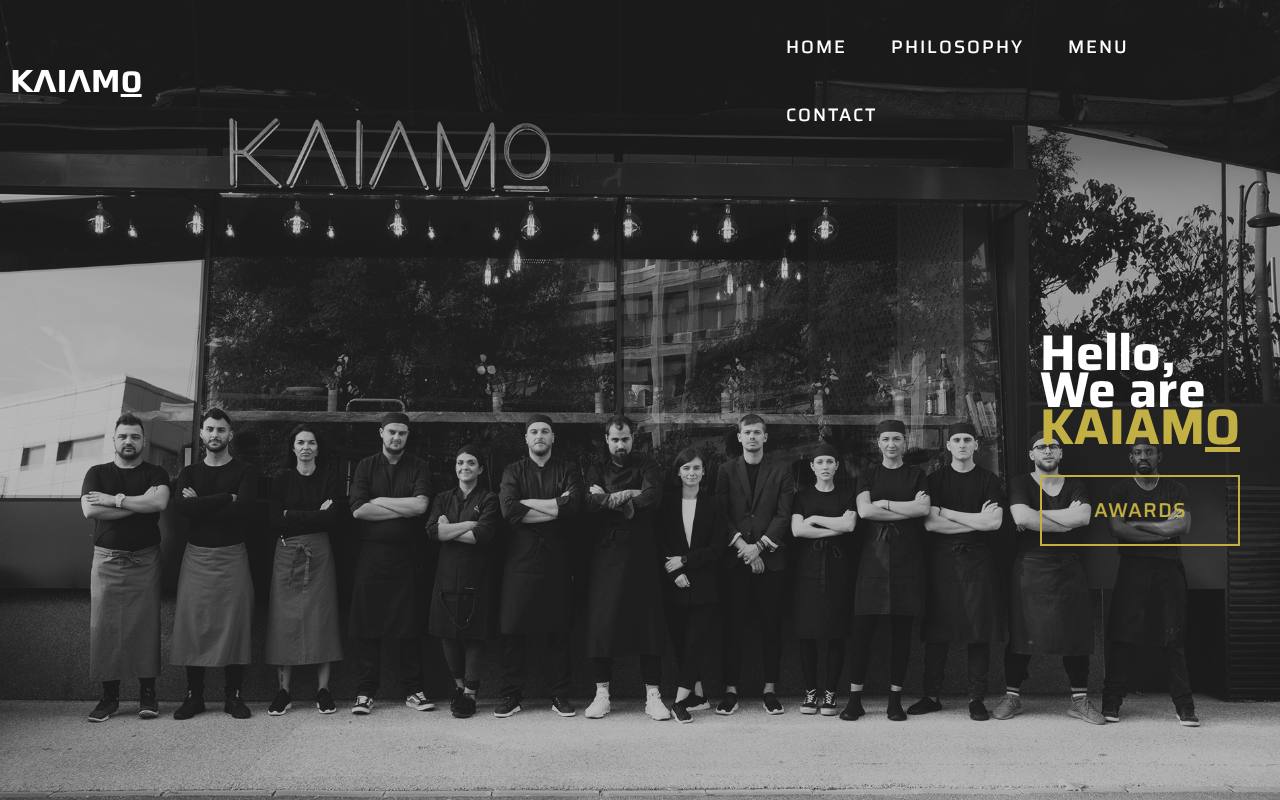 HOME PHILOSOPHY MENU
KAIAMO
CONTACT
KAIAMO
Hello,
We are
KAIAMO
AWARDS